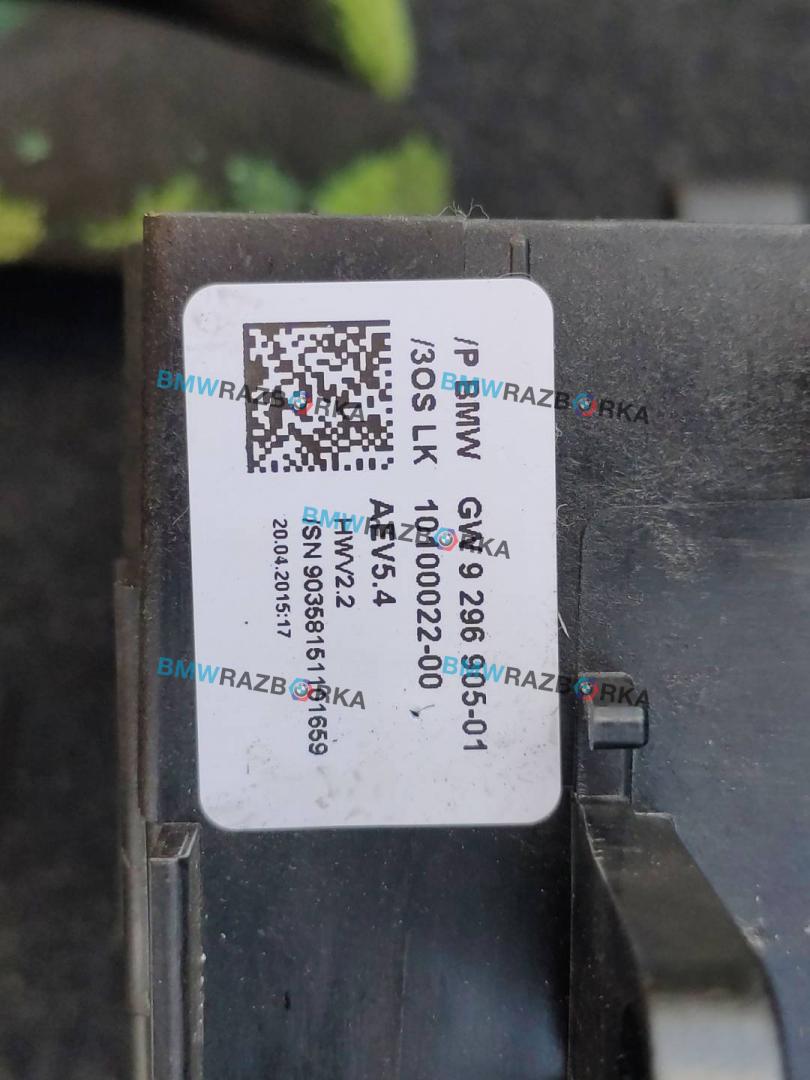 /P BMW GW 9 296 905-01
/3OS LK 10100022-00
AEV5.4
HWV2.2
/SN 90358151101659
20.04.2015:17
BMWRAZBORKA
BMWRAZBORKA
BMWRAZBORKA
BMWRAZBORKA
BMWRAZBORKA